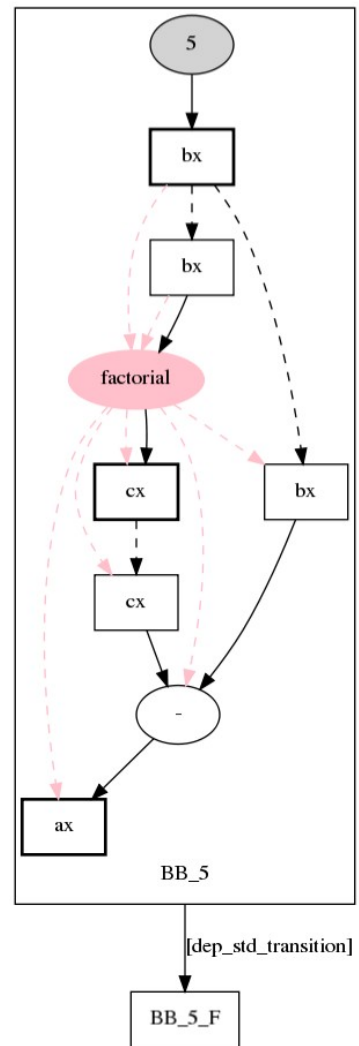 5
bx
bx
factorial
cx
bx
cx
-
ax
BB_5
[dep_std_transition]
BB_5_F